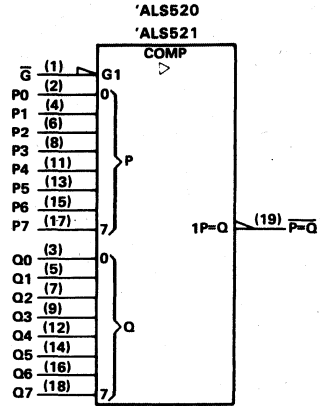 'ALS520
'ALS521
COMP
G̅ (1) G1
P0 (2) 0
P1 (4)
P2 (6)
P3 (8)
P4 (11)
P5 (13)
P6 (15)
P7 (17) 7
P
Q0 (3) 0
Q1 (5)
Q2 (7)
Q3 (9)
Q4 (12)
Q5 (14)
Q6 (16)
Q7 (18) 7
Q
1P=Q (19) P̅=̅Q̅